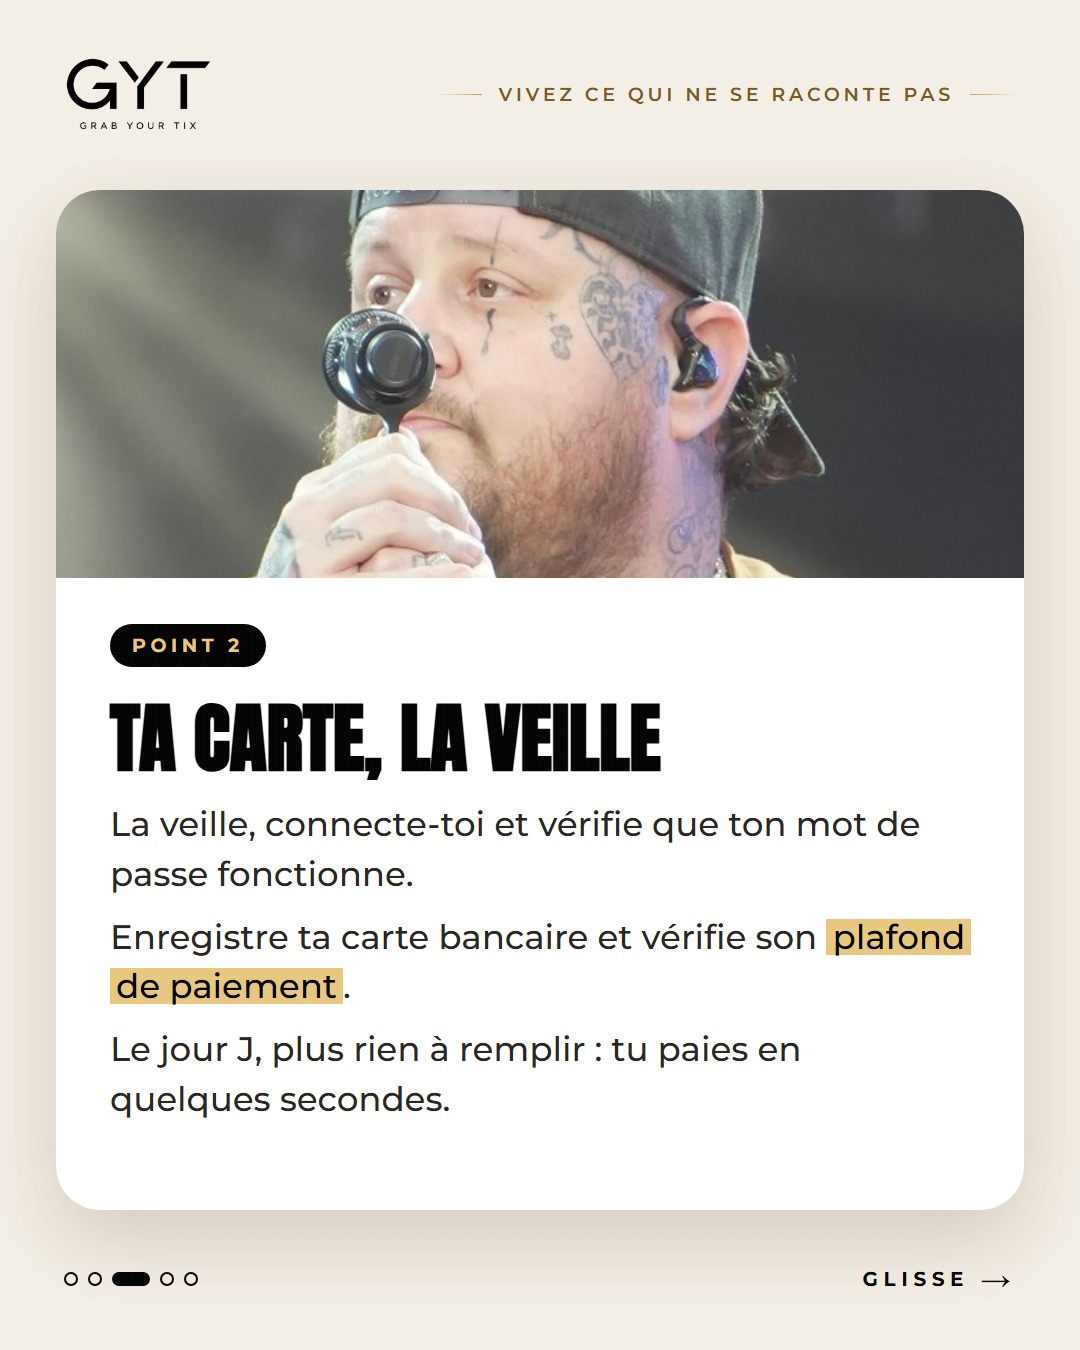 GYT
GRAB YOUR TIX
VIVEZ CE QUI NE SE RACONTE PAS
POINT 2
TA CARTE, LA VEILLE
La veille, connecte-toi et vérifie que ton mot de
passe fonctionne.
Enregistre ta carte bancaire et vérifie son plafond
de paiement.
Le jour J, plus rien à remplir : tu paies en
quelques secondes.
GLISSE →